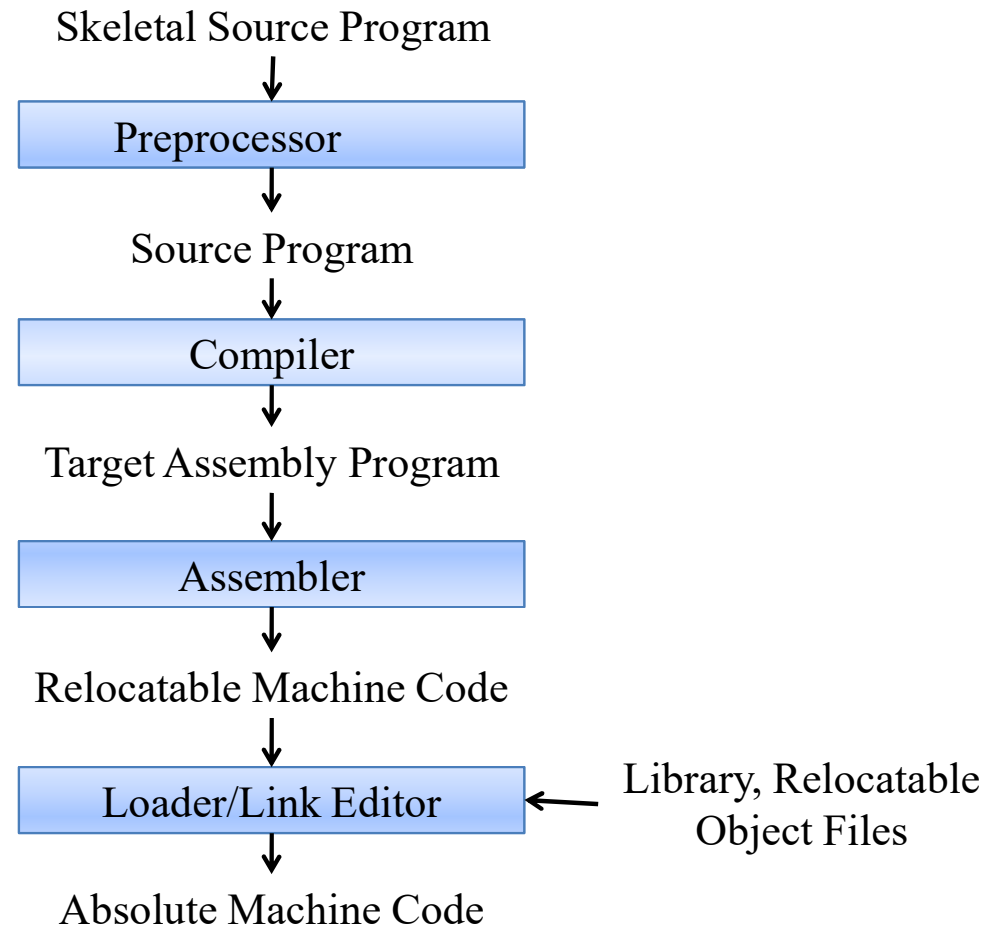 Skeletal Source Program
Preprocessor
Source Program
Compiler
Target Assembly Program
Assembler
Relocatable Machine Code
Loader/Link Editor
Library, Relocatable
Object Files
Absolute Machine Code